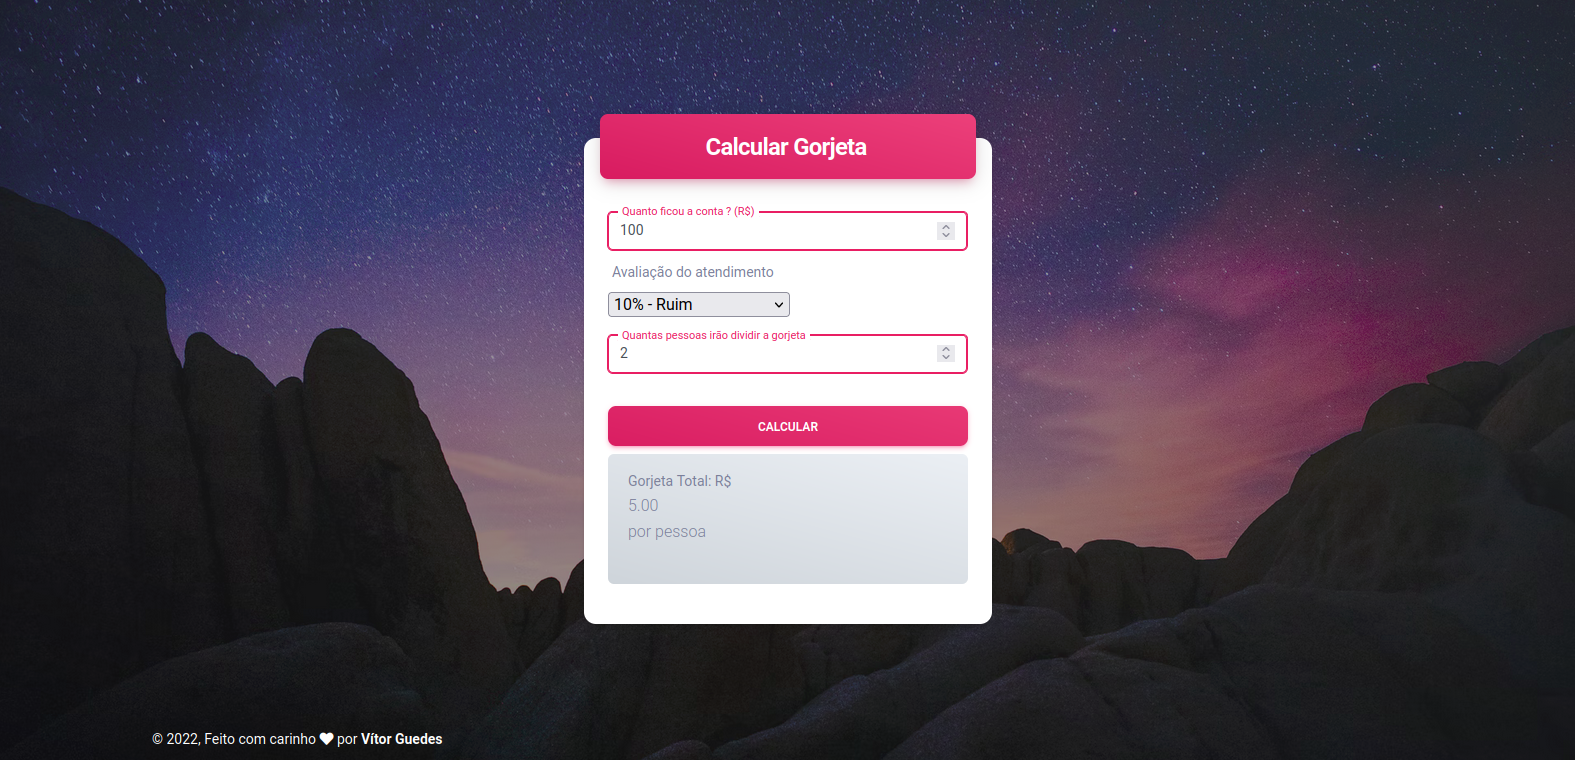 Calcular Gorjeta
Quanto ficou a conta ? (R$)
100
Avaliação do atendimento
10% - Ruim
Quantas pessoas irão dividir a gorjeta
2
CALCULAR
Gorjeta Total: R$
5.00
por pessoa
© 2022, Feito com carinho ♥ por Vítor Guedes